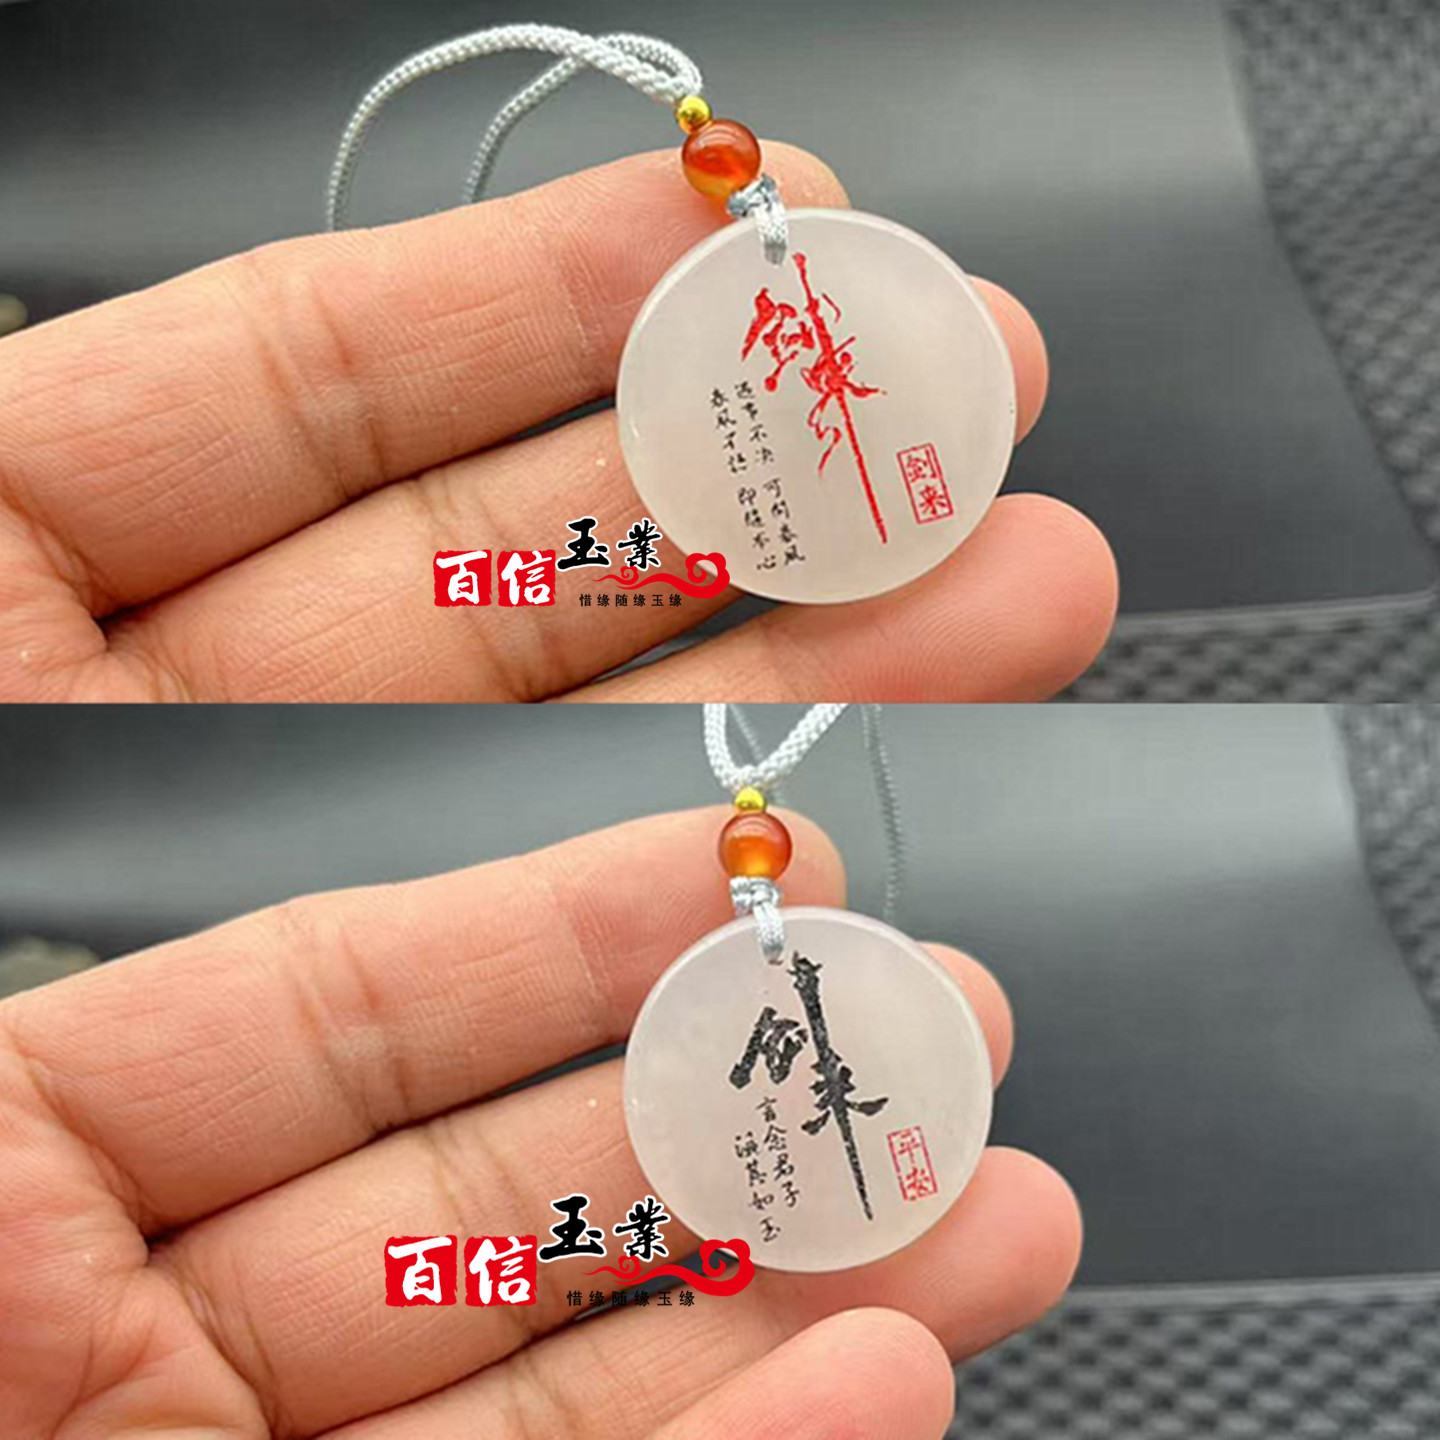 剑来
遇事不决 可问春风
春风不语 即随本心
剑来
百信玉業
惜缘随缘玉缘
剑来
言念君子
温其如玉
平安
百信玉業
惜缘随缘玉缘